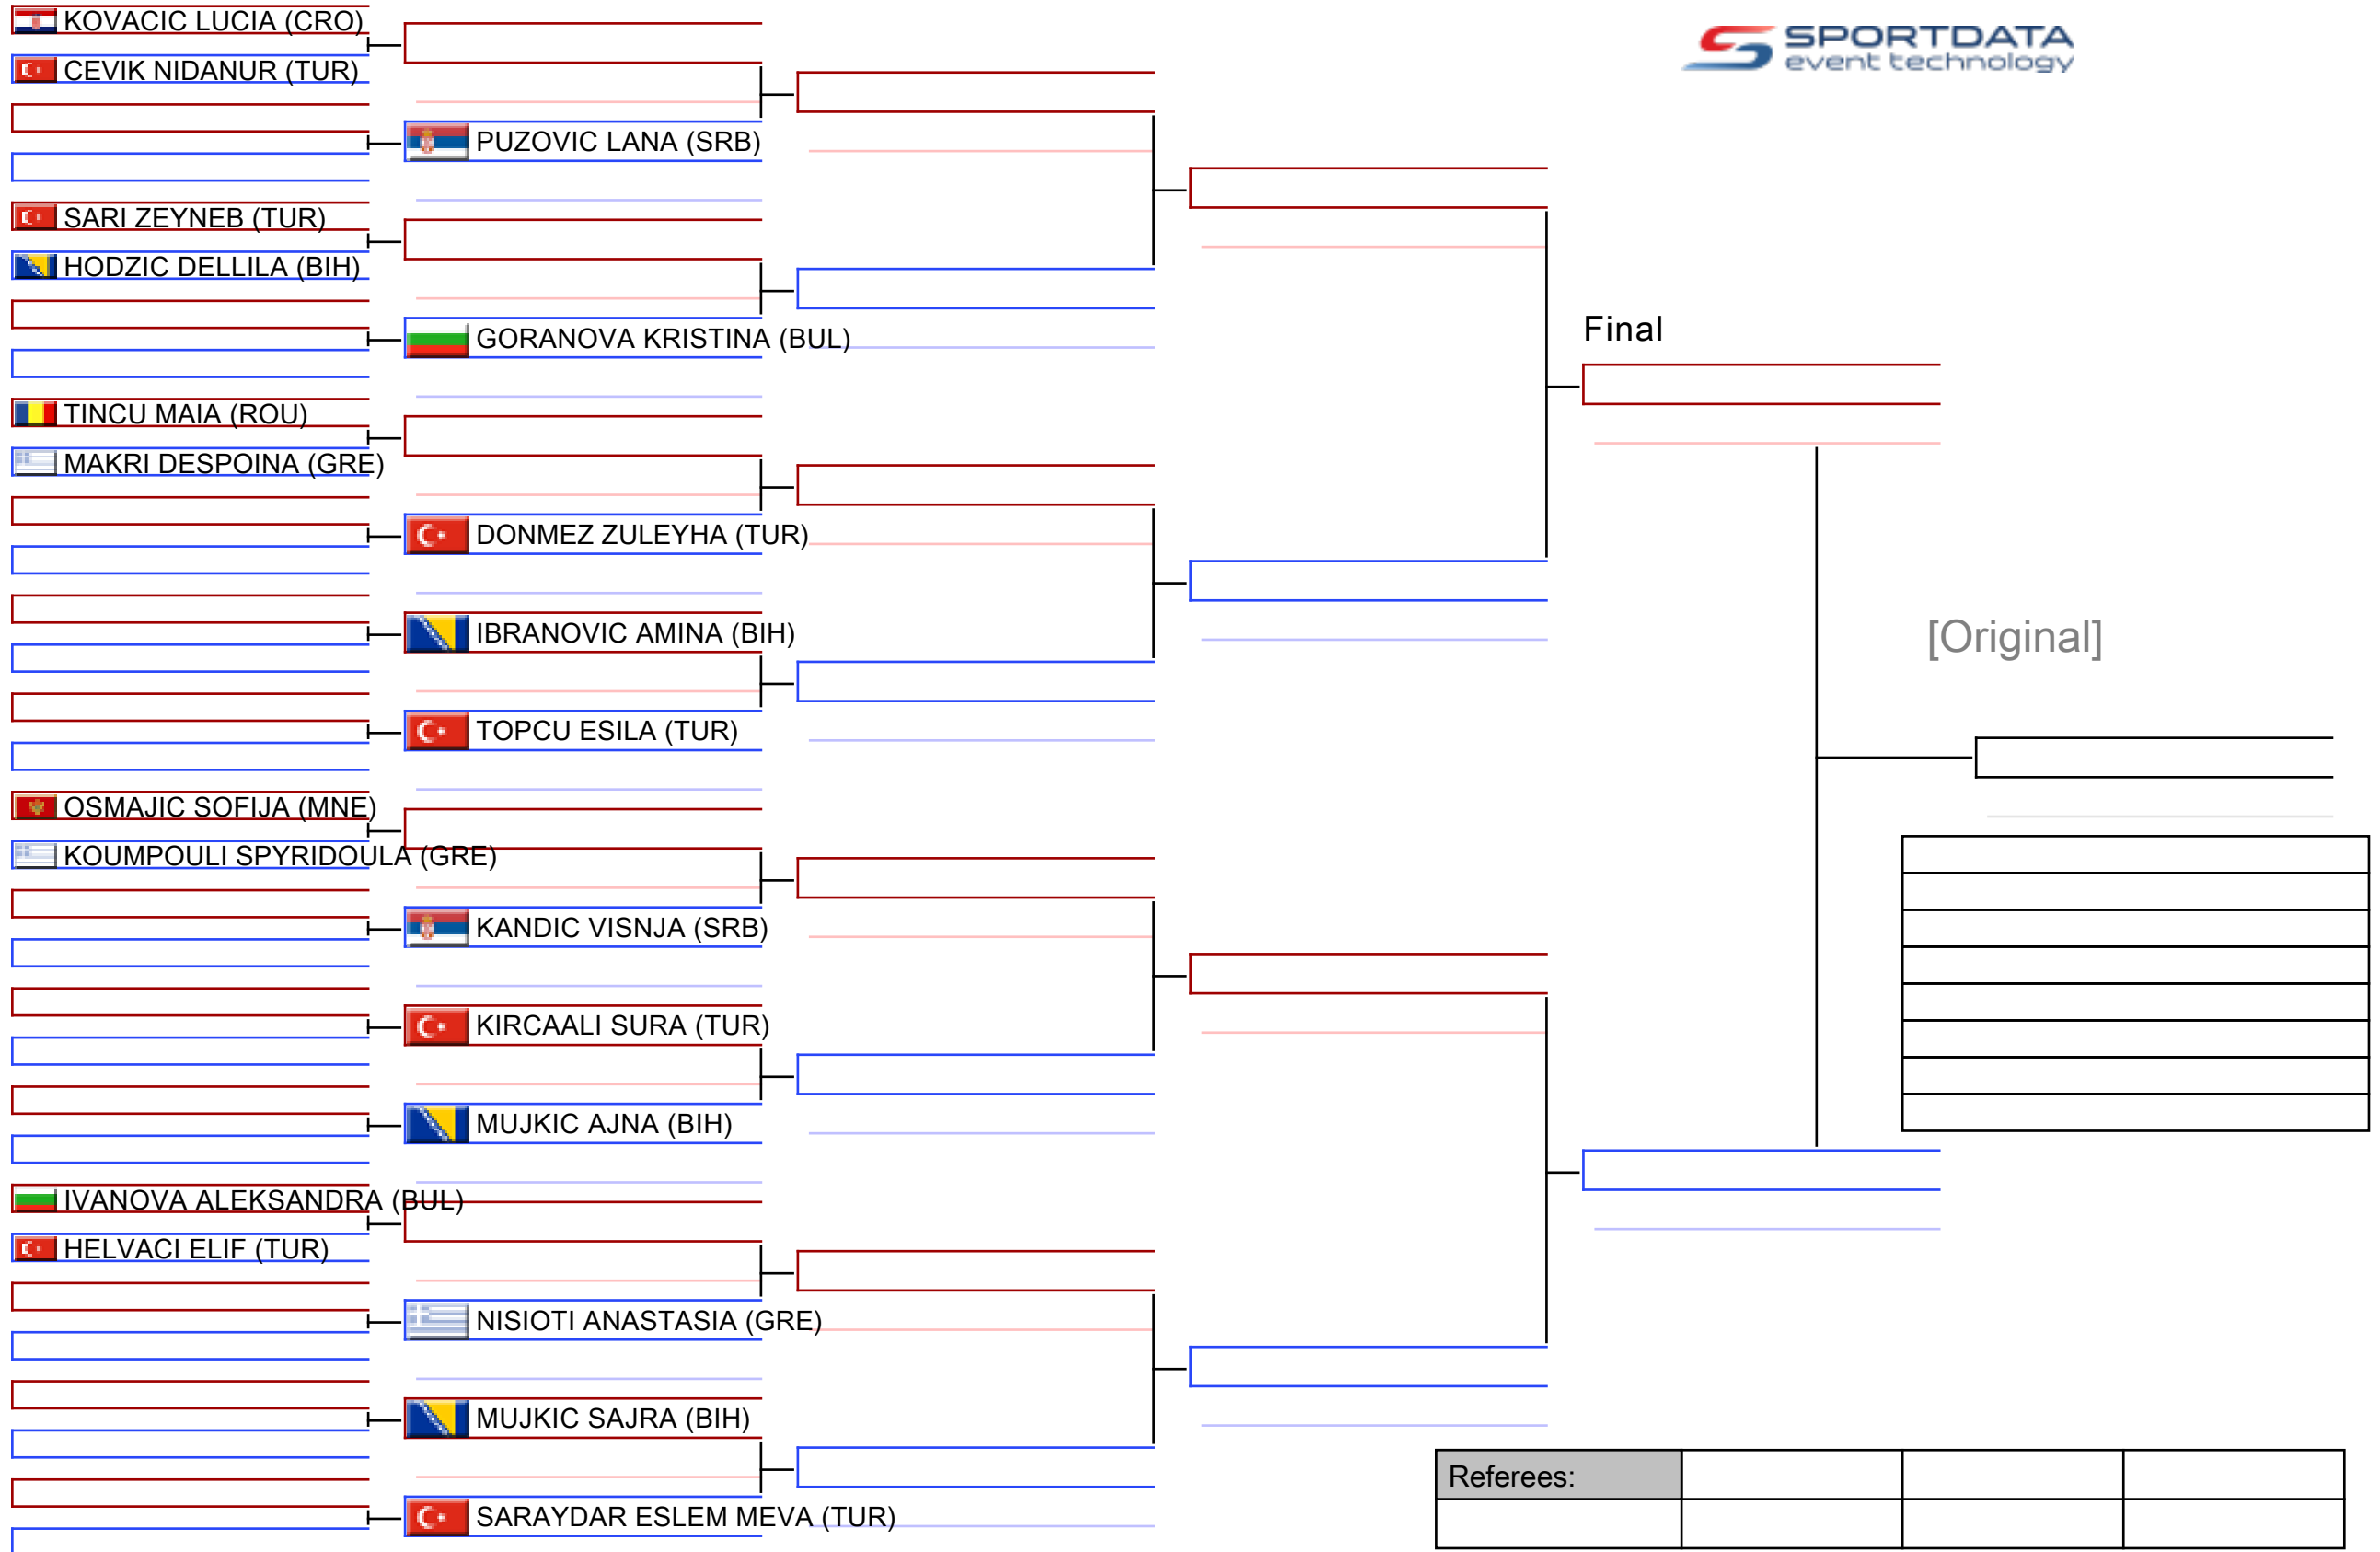 KOVACIC LUCIA (CRO)
CEVIK NIDANUR (TUR)
PUZOVIC LANA (SRB)
SARI ZEYNEB (TUR)
HODZIC DELLILA (BIH)
GORANOVA KRISTINA (BUL)
TINCU MAIA (ROU)
MAKRI DESPOINA (GRE)
DONMEZ ZULEYHA (TUR)
IBRANOVIC AMINA (BIH)
TOPCU ESILA (TUR)
OSMAJIC SOFIJA (MNE)
KOUMPOULI SPYRIDOULA (GRE)
KANDIC VISNJA (SRB)
KIRCAALI SURA (TUR)
MUJKIC AJNA (BIH)
IVANOVA ALEKSANDRA (BUL)
HELVACI ELIF (TUR)
NISIOTI ANASTASIA (GRE)
MUJKIC SAJRA (BIH)
SARAYDAR ESLEM MEVA (TUR)
SPORTDATA
event technology
Final
[Original]
Referees: